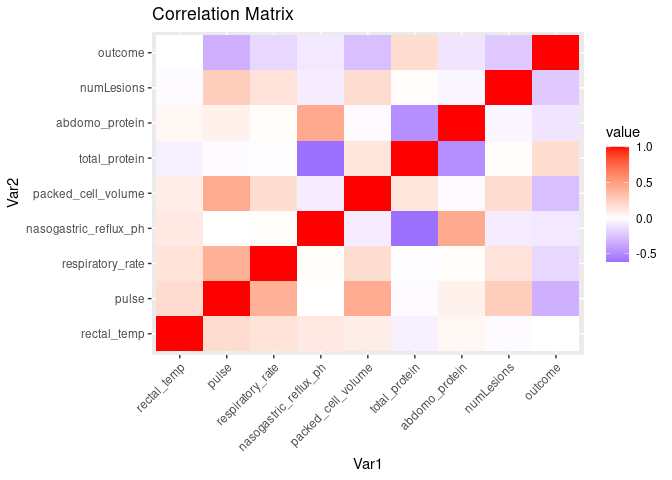 Correlation Matrix
Var2
outcome
numLesions
abdomo_protein
total_protein
packed_cell_volume
nasogastric_reflux_ph
respiratory_rate
pulse
rectal_temp
rectal_temp
pulse
respiratory_rate
nasogastric_reflux_ph
packed_cell_volume
total_protein
abdomo_protein
numLesions
outcome
Var1
value
1.0
0.5
0.0
-0.5